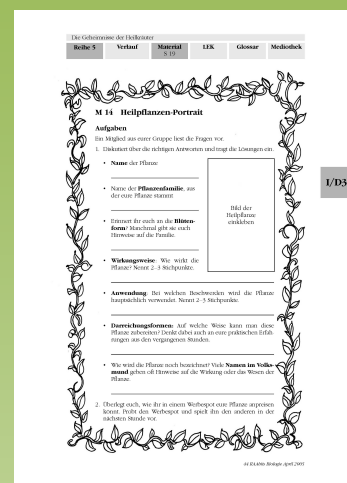 Die Geheimnisse der Heilkräuter
Reihe 5 Verlauf Material S 19 LEK Glossar Mediothek
I/D3
M 14 Heilpflanzen-Portrait
Aufgaben
Ein Mitglied aus eurer Gruppe liest die Fragen vor.
1. Diskutiert über die richtigen Antworten und tragt die Lösungen ein.
• Name der Pflanze
• Name der Pflanzenfamilie, aus
der eure Pflanze stammt
• Erinnert ihr euch an die Blüten-
form? Manchmal gibt sie euch
Hinweise auf die Familie.
Bild der
Heilpflanze
einkleben
• Wirkungsweise: Wie wirkt die
Pflanze? Nennt 2–3 Stichpunkte.
• Anwendung: Bei welchen Beschwerden wird die Pflanze
hauptsächlich verwendet. Nennt 2–3 Stichpunkte.
• Darreichungsformen: Auf welche Weise kann man diese
Pflanze zubereiten? Denkt dabei auch an eure praktischen Erfah-
rungen aus den vergangenen Stunden.
• Wie wird die Pflanze noch bezeichnet? Viele Namen im Volks-
mund geben oft Hinweise auf die Wirkung oder das Wesen der
Pflanze.
2. Überlegt euch, wie ihr in einem Werbespot eure Pflanze anpreisen
könnt. Probt den Werbespot und spielt ihn den anderen in der
nächsten Stunde vor.
44 RAAbits Biologie April 2005